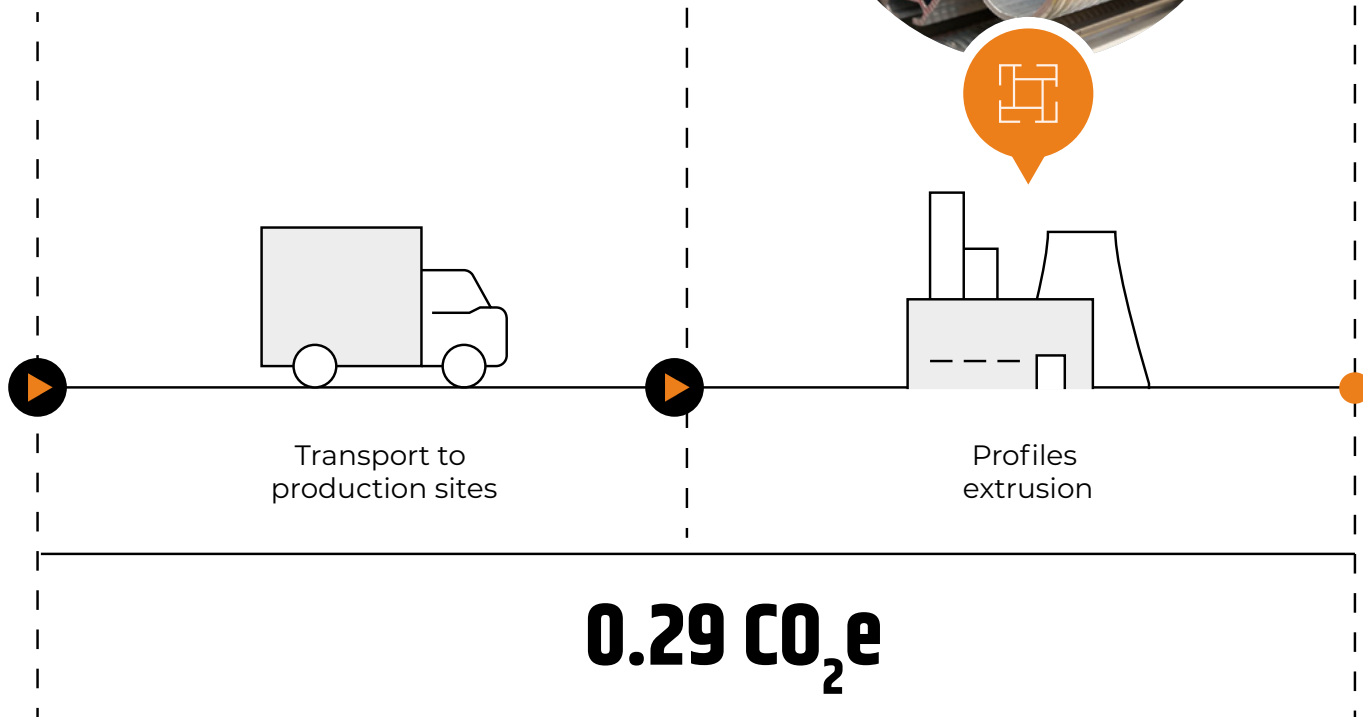 Transport to
production sites
Profiles
extrusion
0.29 CO₂e